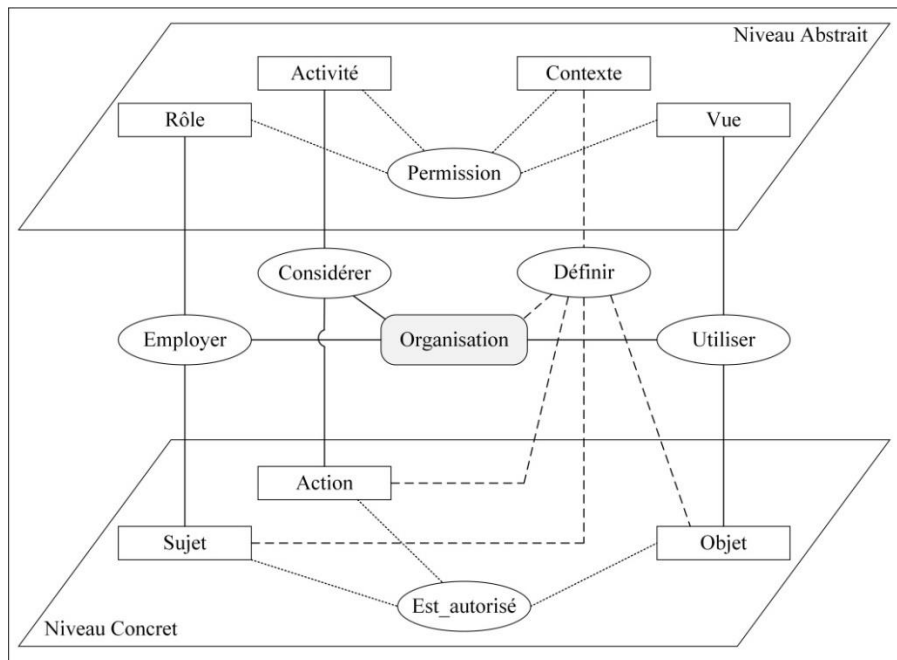 Niveau Abstrait
Activité
Contexte
Rôle
Vue
Permission
Considérer
Définir
Employer
Organisation
Utiliser
Action
Sujet
Objet
Est_autorisé
Niveau Concret